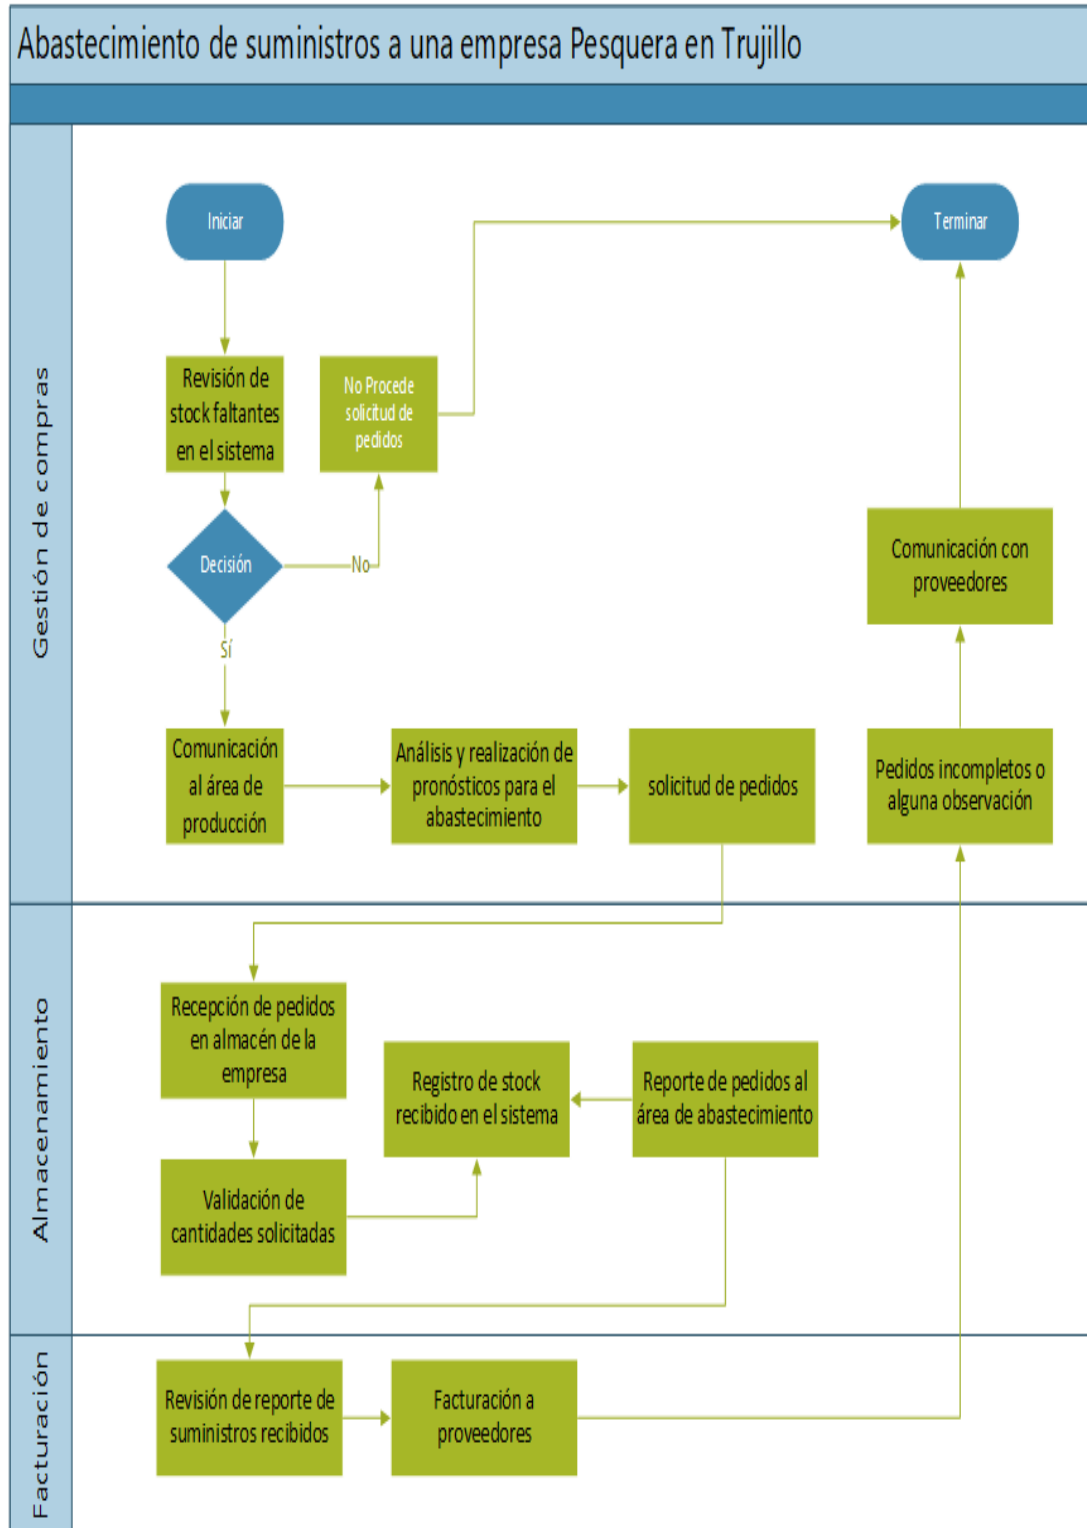 Abastecimiento de suministros a una empresa Pesquera en Trujillo
Gestión de compras
Iniciar
Terminar
Revisión de
stock faltantes
en el sistema
No Procede
solicitud de
pedidos
Decisión
No
Sí
Comunicación con
proveedores
Comunicación
al área de
producción
Análisis y realización de
pronósticos para el
abastecimiento
solicitud de pedidos
Pedidos incompletos o
alguna observación
Almacenamiento
Recepción de pedidos
en almacén de la
empresa
Registro de stock
recibido en el sistema
Reporte de pedidos al
área de abastecimiento
Validación de
cantidades solicitadas
Facturación
Revisión de reporte de
suministros recibidos
Facturación a
proveedores